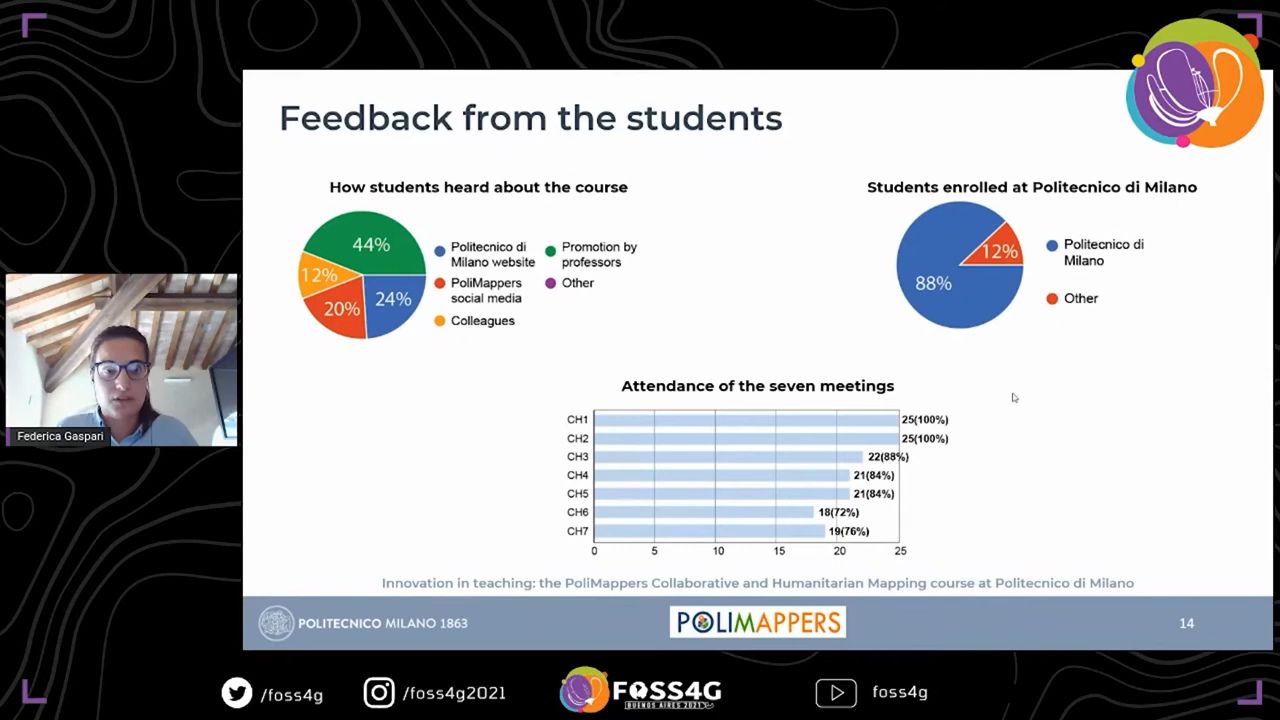 Feedback from the students
How students heard about the course
44%
12%
20%
24%
Politecnico di
Milano website
PoliMappers
social media
Colleagues
Promotion by
professors
Other
Students enrolled at Politecnico di Milano
12%
88%
Politecnico di
Milano
Other
Attendance of the seven meetings
CH1 25(100%)
CH2 25(100%)
CH3 22(88%)
CH4 21(84%)
CH5 21(84%)
CH6 18(72%)
CH7 19(76%)
0 5 10 15 20 25
Federica Gaspari
Innovation in teaching: the PoliMappers Collaborative and Humanitarian Mapping course at Politecnico di Milano
POLITECNICO MILANO 1863
POLIMAPPERS
14
/foss4g
/foss4g2021
FOSS4G
BUENOS AIRES 2021
foss4g